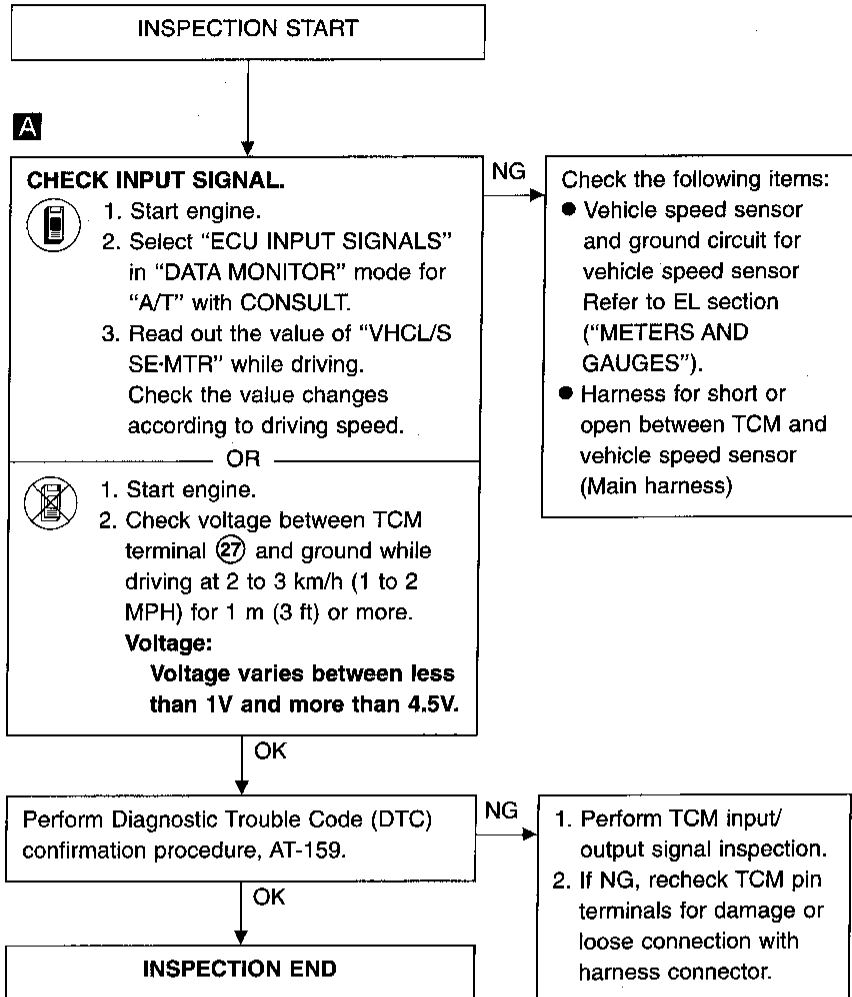 INSPECTION START
A
CHECK INPUT SIGNAL.
1. Start engine.
2. Select “ECU INPUT SIGNALS”
in “DATA MONITOR” mode for
“A/T” with CONSULT.
3. Read out the value of “VHCL/S
SE·MTR” while driving.
Check the value changes
according to driving speed.
OR
1. Start engine.
2. Check voltage between TCM
terminal ㉗ and ground while
driving at 2 to 3 km/h (1 to 2
MPH) for 1 m (3 ft) or more.
Voltage:
Voltage varies between less
than 1V and more than 4.5V.
NG
Check the following items:
● Vehicle speed sensor
and ground circuit for
vehicle speed sensor
Refer to EL section
(“METERS AND
GAUGES”).
● Harness for short or
open between TCM and
vehicle speed sensor
(Main harness)
OK
Perform Diagnostic Trouble Code (DTC)
confirmation procedure, AT-159.
NG
1. Perform TCM input/
output signal inspection.
2. If NG, recheck TCM pin
terminals for damage or
loose connection with
harness connector.
OK
INSPECTION END